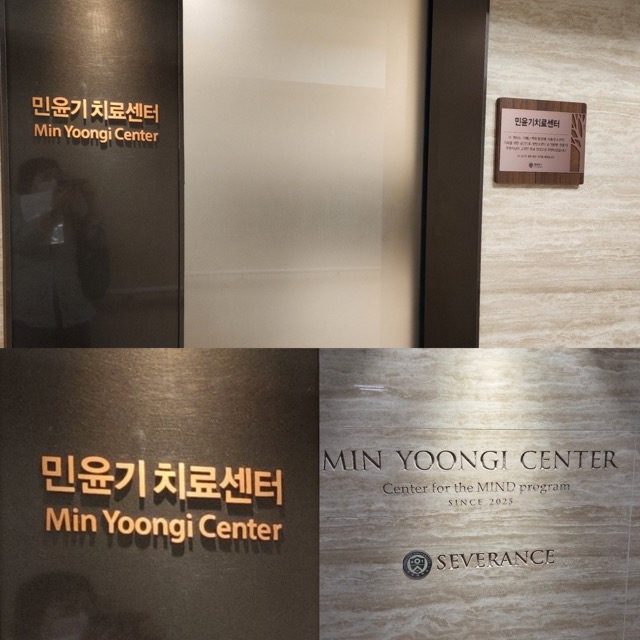 민윤기 치료센터
Min Yoongi Center
민윤기치료센터
민윤기 치료센터
Min Yoongi Center
MIN YOONGI CENTER
Center for the MIND program
SINCE 2025
SEVERANCE